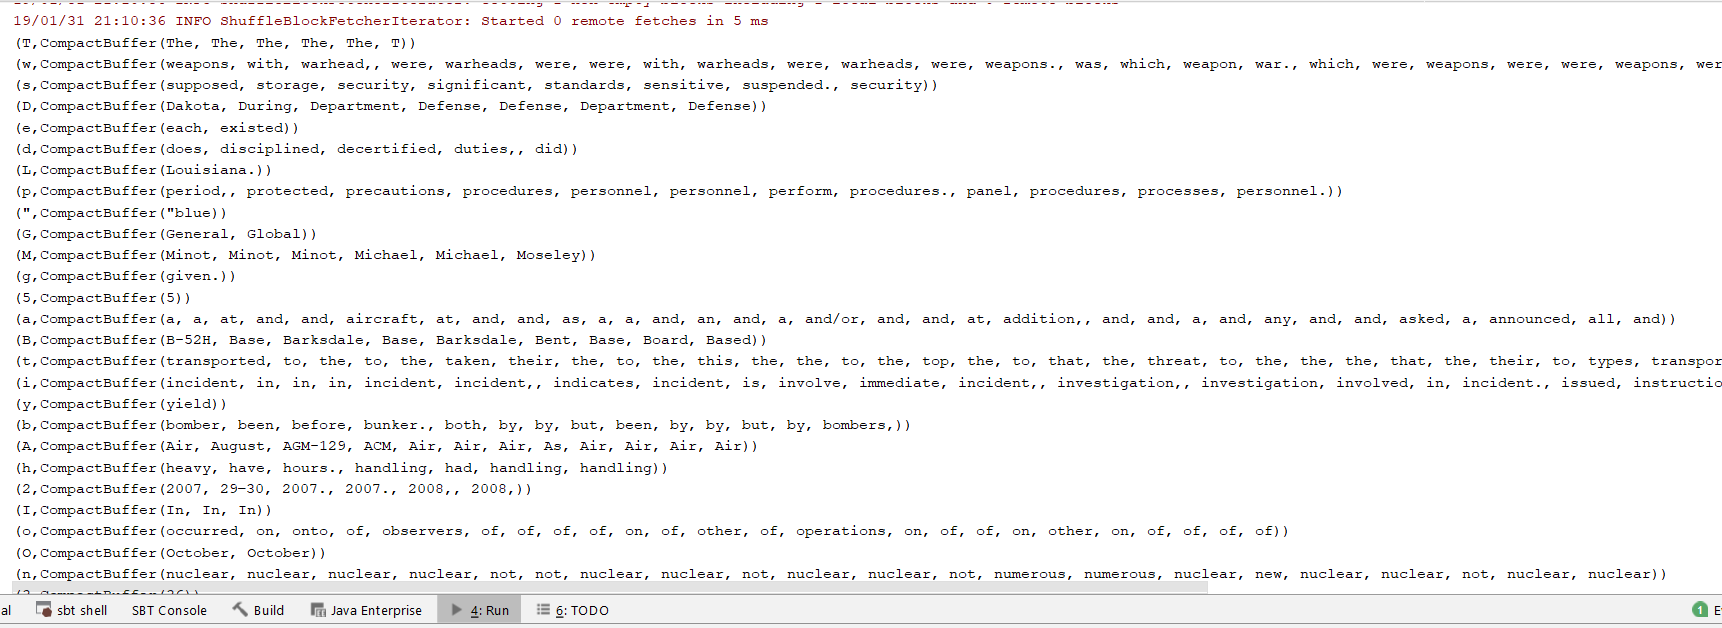 19/01/31 21:10:36 INFO ShuffleBlockFetcherIterator: Started 0 remote fetches in 5 ms
(T,CompactBuffer(The, The, The, The, The, T))
(w,CompactBuffer(weapons, with, warhead,, were, warheads, were, were, with, warheads, were, warheads, were, weapons., was, which, weapon, war., which, were, weapons, were, were, weapons, wer
(s,CompactBuffer(supposed, storage, security, significant, standards, sensitive, suspended., security))
(D,CompactBuffer(Dakota, During, Department, Defense, Defense, Department, Defense))
(e,CompactBuffer(each, existed))
(d,CompactBuffer(does, disciplined, decertified, duties,, did))
(L,CompactBuffer(Louisiana.))
(p,CompactBuffer(period,, protected, precautions, procedures, personnel, personnel, perform, procedures., panel, procedures, processes, personnel.))
(",CompactBuffer("blue))
(G,CompactBuffer(General, Global))
(M,CompactBuffer(Minot, Minot, Minot, Michael, Michael, Moseley))
(g,CompactBuffer(given.))
(5,CompactBuffer(5))
(a,CompactBuffer(a, a, at, and, and, aircraft, at, and, and, as, a, a, and, an, and, a, and/or, and, and, at, addition,, and, and, a, and, any, and, and, asked, a, announced, all, and))
(B,CompactBuffer(B-52H, Base, Barksdale, Base, Barksdale, Bent, Base, Board, Based))
(t,CompactBuffer(transported, to, the, to, the, taken, their, the, to, the, this, the, the, to, the, top, the, to, that, the, threat, to, the, the, the, that, the, their, to, types, transpor
(i,CompactBuffer(incident, in, in, in, incident, incident,, indicates, incident, is, involve, immediate, incident,, investigation,, investigation, involved, in, incident., issued, instructio
(y,CompactBuffer(yield))
(b,CompactBuffer(bomber, been, before, bunker., both, by, by, but, been, by, by, but, by, bombers,))
(A,CompactBuffer(Air, August, AGM-129, ACM, Air, Air, Air, As, Air, Air, Air, Air))
(h,CompactBuffer(heavy, have, hours., handling, had, handling, handling))
(2,CompactBuffer(2007, 29-30, 2007., 2007., 2008,, 2008,))
(I,CompactBuffer(In, In, In))
(o,CompactBuffer(occurred, on, onto, of, observers, of, of, of, of, on, of, other, of, operations, on, of, of, on, other, on, of, of, of, of))
(O,CompactBuffer(October, October))
(n,CompactBuffer(nuclear, nuclear, nuclear, nuclear, not, not, nuclear, nuclear, not, nuclear, nuclear, not, numerous, numerous, nuclear, new, nuclear, nuclear, not, nuclear, nuclear))
al sbt shell SBT Console Build Java Enterprise 4: Run 6: TODO 1 E